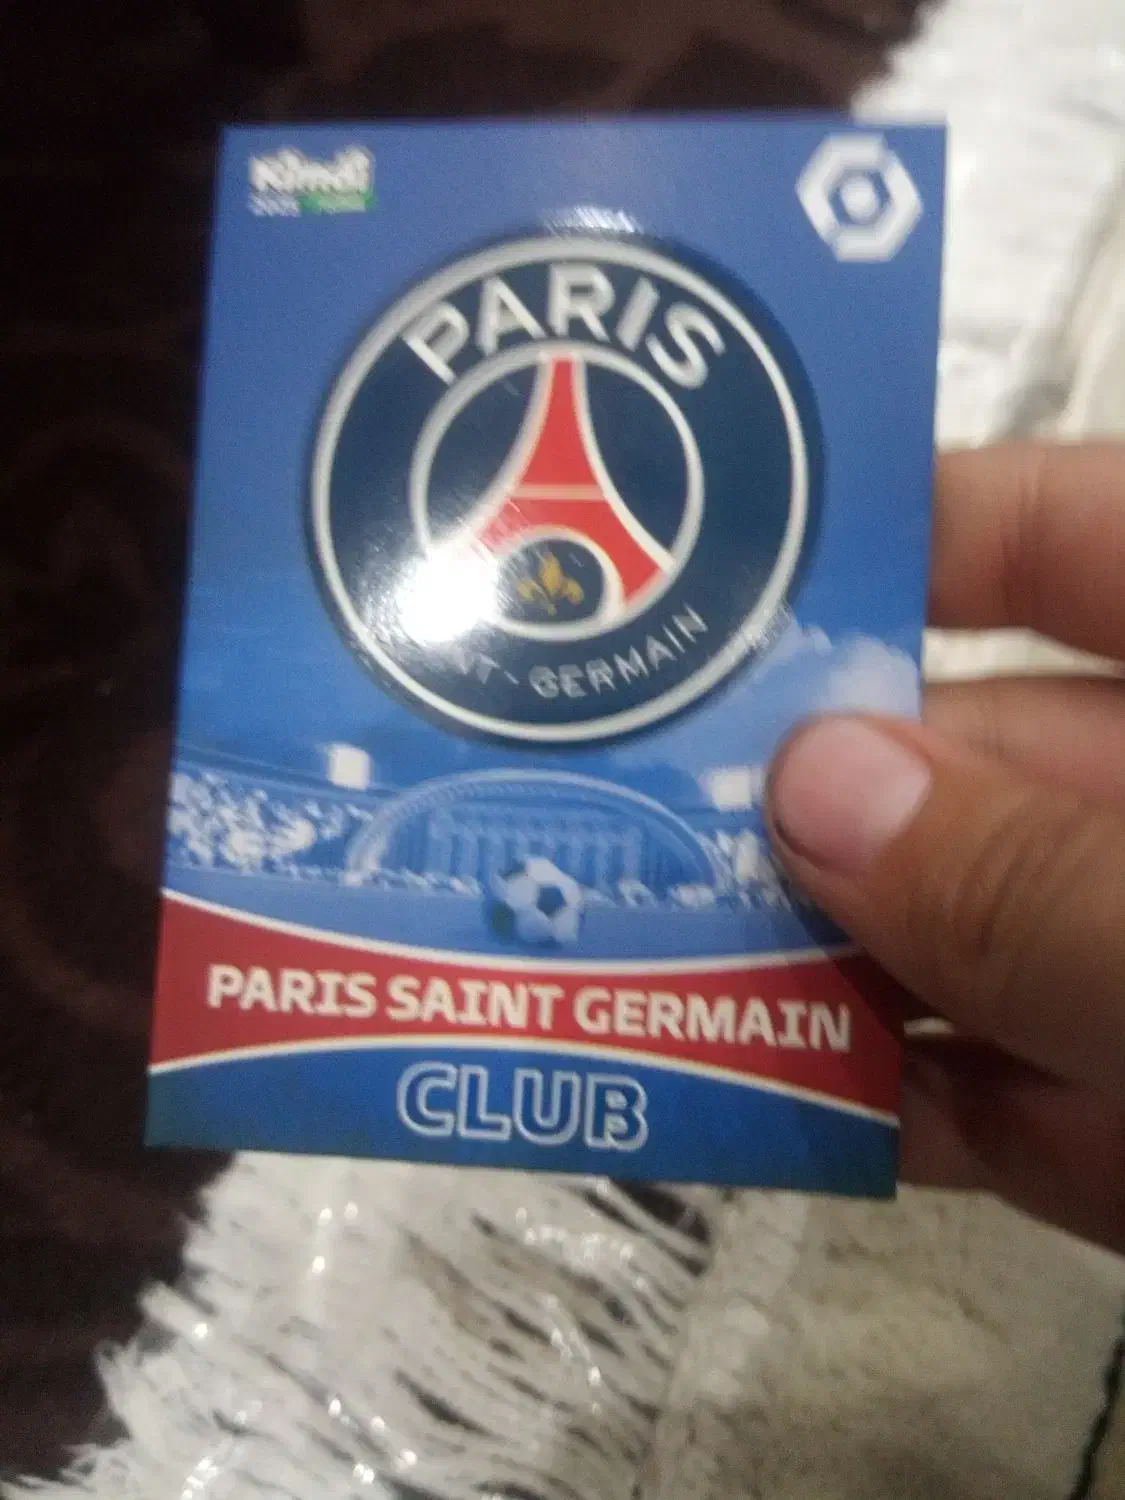 Kimdi
PARIS
GERMAIN
PARIS SAINT GERMAIN
CLUB